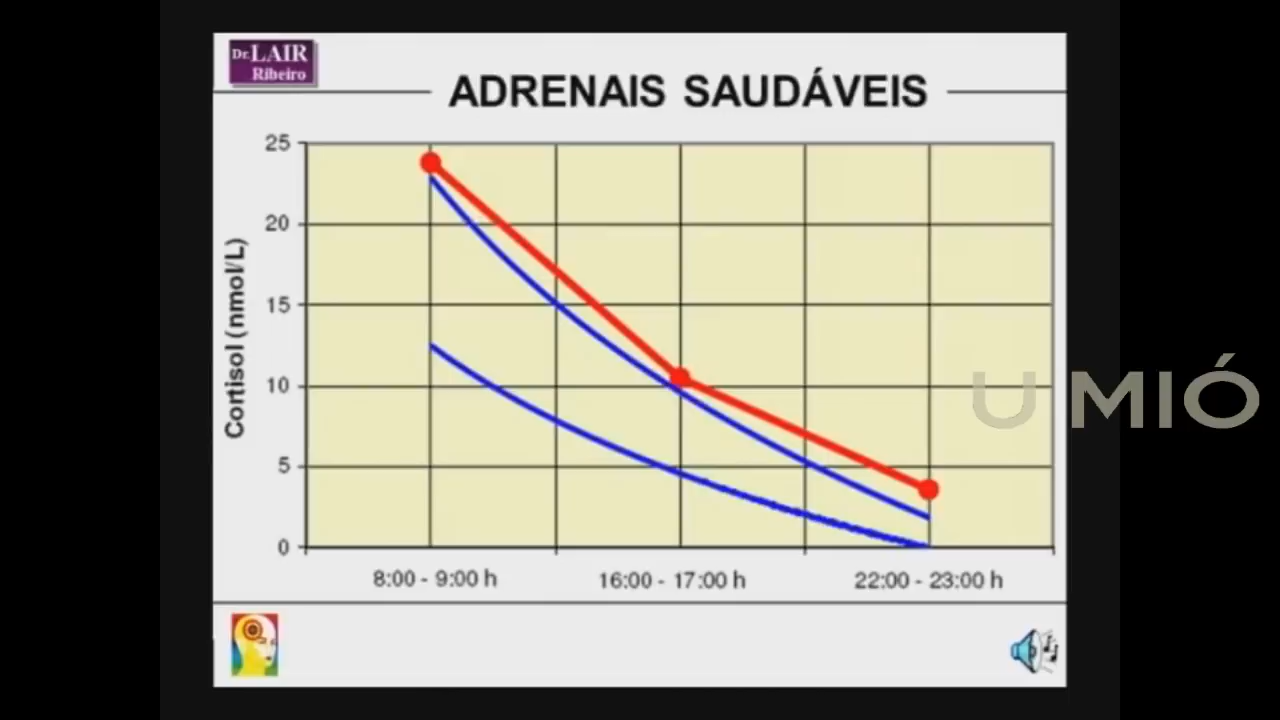 Dr. LAIR
Ribeiro
ADRENAIS SAUDÁVEIS
Cortisol (nmol/L)
25
20
15
10
5
0
8:00 - 9:00 h
16:00 - 17:00 h
22:00 - 23:00 h
U MIÓ